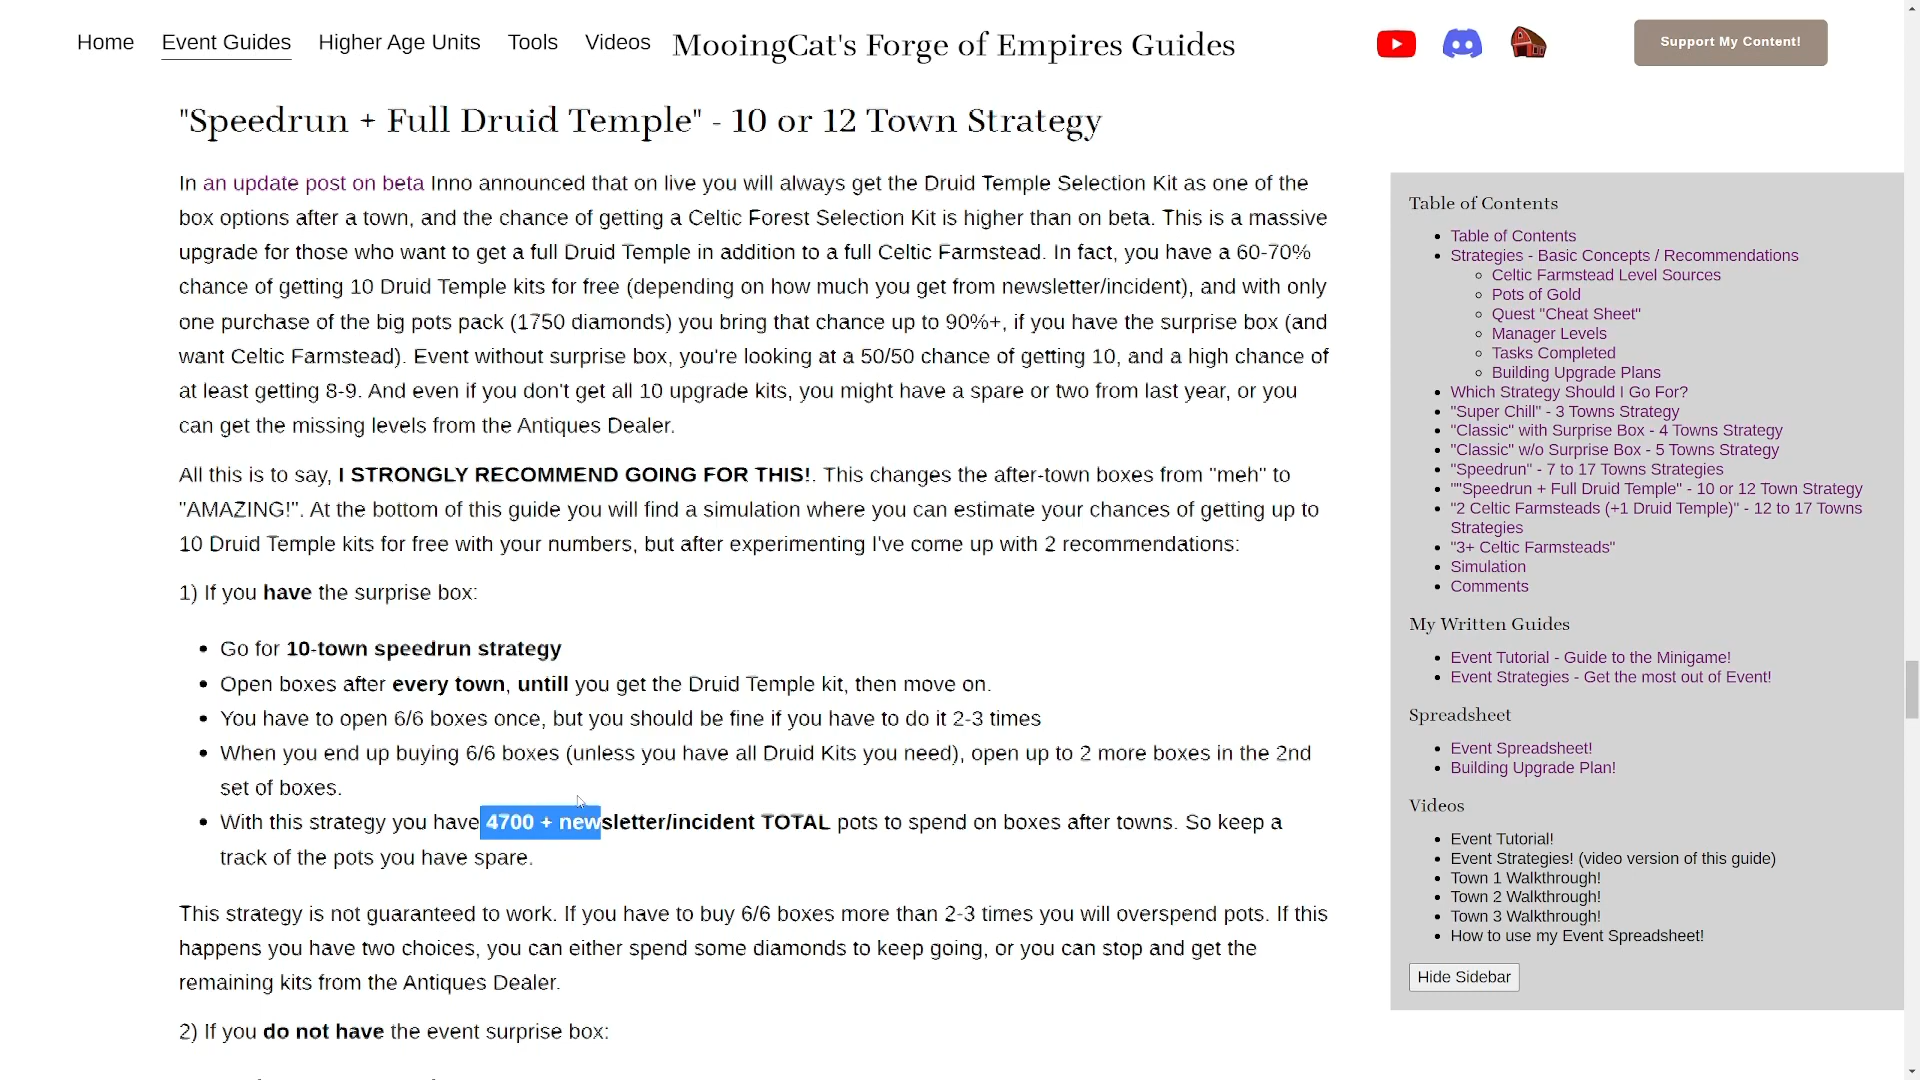 Home Event Guides Higher Age Units Tools Videos MooingCat's Forge of Empires Guides Support My Content!
"Speedrun + Full Druid Temple" - 10 or 12 Town Strategy
In an update post on beta Inno announced that on live you will always get the Druid Temple Selection Kit as one of the
box options after a town, and the chance of getting a Celtic Forest Selection Kit is higher than on beta. This is a massive
upgrade for those who want to get a full Druid Temple in addition to a full Celtic Farmstead. In fact, you have a 60-70%
chance of getting 10 Druid Temple kits for free (depending on how much you get from newsletter/incident), and with only
one purchase of the big pots pack (1750 diamonds) you bring that chance up to 90%+, if you have the surprise box (and
want Celtic Farmstead). Event without surprise box, you're looking at a 50/50 chance of getting 10, and a high chance of
at least getting 8-9. And even if you don't get all 10 upgrade kits, you might have a spare or two from last year, or you
can get the missing levels from the Antiques Dealer.
All this is to say, I STRONGLY RECOMMEND GOING FOR THIS!. This changes the after-town boxes from "meh" to
"AMAZING!". At the bottom of this guide you will find a simulation where you can estimate your chances of getting up to
10 Druid Temple kits for free with your numbers, but after experimenting I've come up with 2 recommendations:
1) If you have the surprise box:
Go for 10-town speedrun strategy
Open boxes after every town, untill you get the Druid Temple kit, then move on.
You have to open 6/6 boxes once, but you should be fine if you have to do it 2-3 times
When you end up buying 6/6 boxes (unless you have all Druid Kits you need), open up to 2 more boxes in the 2nd
set of boxes.
With this strategy you have 4700 + newsletter/incident TOTAL pots to spend on boxes after towns. So keep a
track of the pots you have spare.
This strategy is not guaranteed to work. If you have to buy 6/6 boxes more than 2-3 times you will overspend pots. If this
happens you have two choices, you can either spend some diamonds to keep going, or you can stop and get the
remaining kits from the Antiques Dealer.
2) If you do not have the event surprise box:
Table of Contents
Table of Contents
Strategies - Basic Concepts / Recommendations
Celtic Farmstead Level Sources
Pots of Gold
Quest "Cheat Sheet"
Manager Levels
Tasks Completed
Building Upgrade Plans
Which Strategy Should I Go For?
"Super Chill" - 3 Towns Strategy
"Classic" with Surprise Box - 4 Towns Strategy
"Classic" w/o Surprise Box - 5 Towns Strategy
"Speedrun" - 7 to 17 Towns Strategies
""Speedrun + Full Druid Temple" - 10 or 12 Town Strategy
"2 Celtic Farmsteads (+1 Druid Temple)" - 12 to 17 Towns
Strategies
"3+ Celtic Farmsteads"
Simulation
Comments
My Written Guides
Event Tutorial - Guide to the Minigame!
Event Strategies - Get the most out of Event!
Spreadsheet
Event Spreadsheet!
Building Upgrade Plan!
Videos
Event Tutorial!
Event Strategies! (video version of this guide)
Town 1 Walkthrough!
Town 2 Walkthrough!
Town 3 Walkthrough!
How to use my Event Spreadsheet!
Hide Sidebar